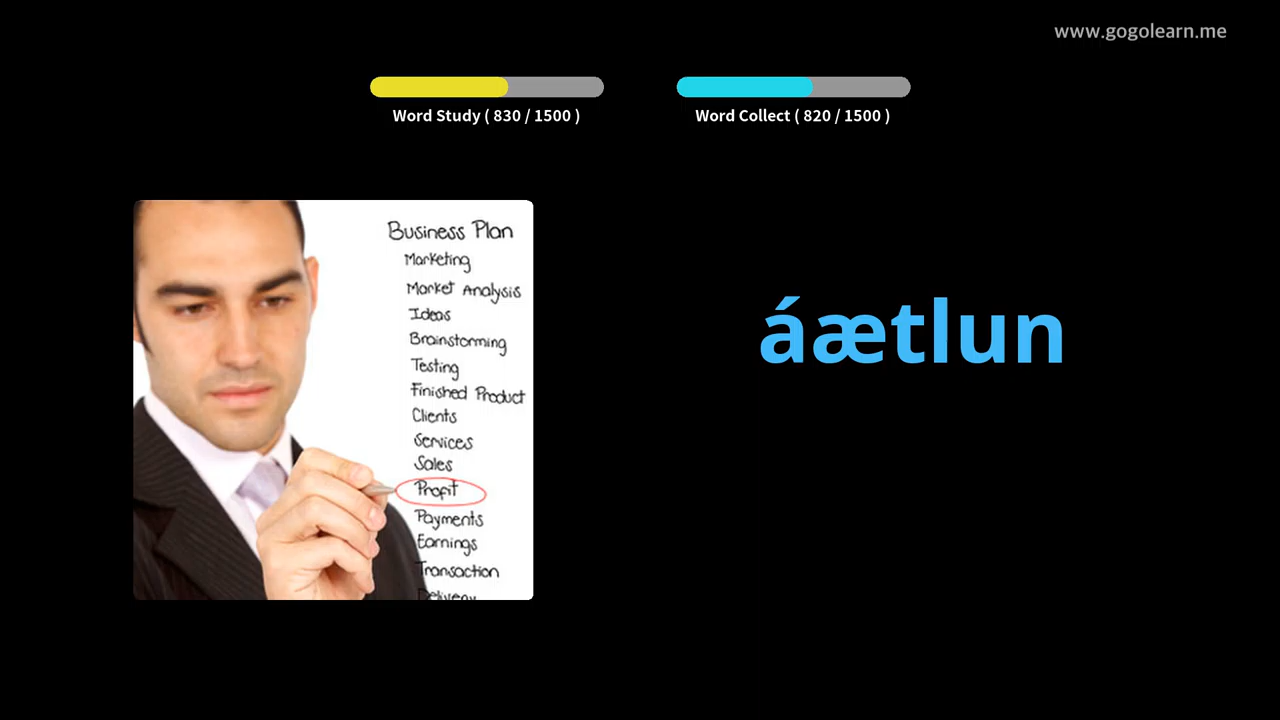 www.gogolearn.me
Word Study ( 830 / 1500 )
Word Collect ( 820 / 1500 )
Business Plan
Marketing
Market Analysis
Ideas
Brainstorming
Testing
Finished Product
Clients
Services
Sales
Profit
Payments
Earnings
Transaction
Delivery
áætlun